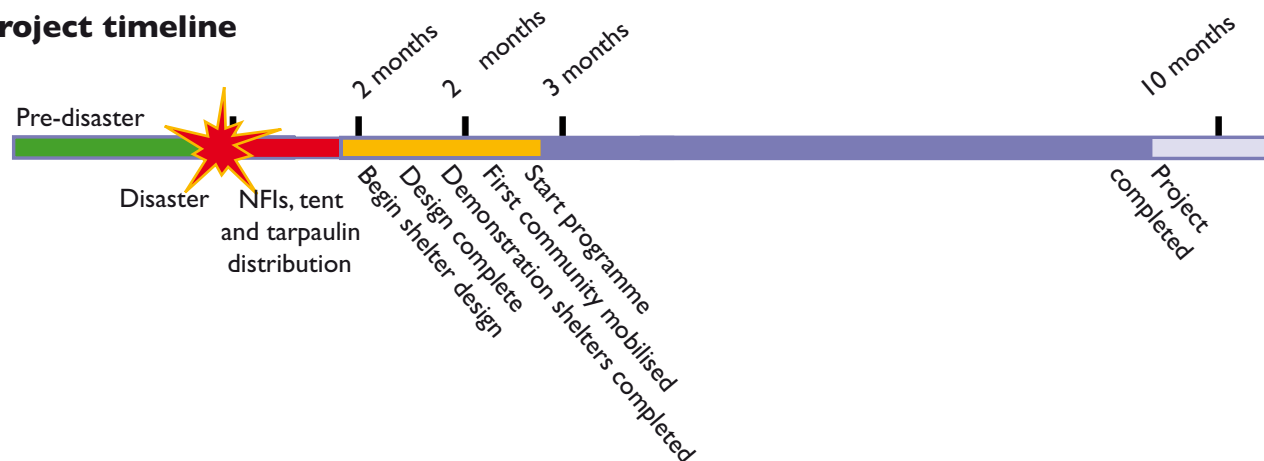 roject timeline
2 months
2 months
3 months
10 months
Pre-disaster
Disaster
NFIs, tent
and tarpaulin
distribution
Begin shelter design
Design complete
Demonstration shelters completed
First community mobilised
Start programme
Project
completed